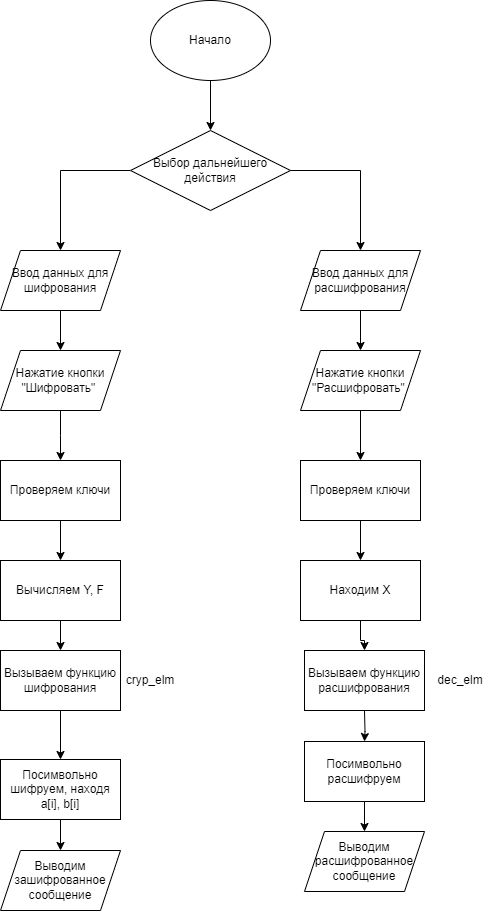 Начало
Выбор дальнейшего
действия
Ввод данных для
шифрования
Ввод данных для
расшифрования
Нажатие кнопки
"Шифровать"
Нажатие кнопки
"Расшифровать"
Проверяем ключи
Проверяем ключи
Вычисляем Y, F
Находим X
Вызываем функцию
шифрования
cryp_elm
Вызываем функцию
расшифрования
dec_elm
Посимвольно
шифруем, находя
a[i], b[i]
Посимвольно
расшифруем
Выводим
зашифрованное
сообщение
Выводим
расшифрованное
сообщение